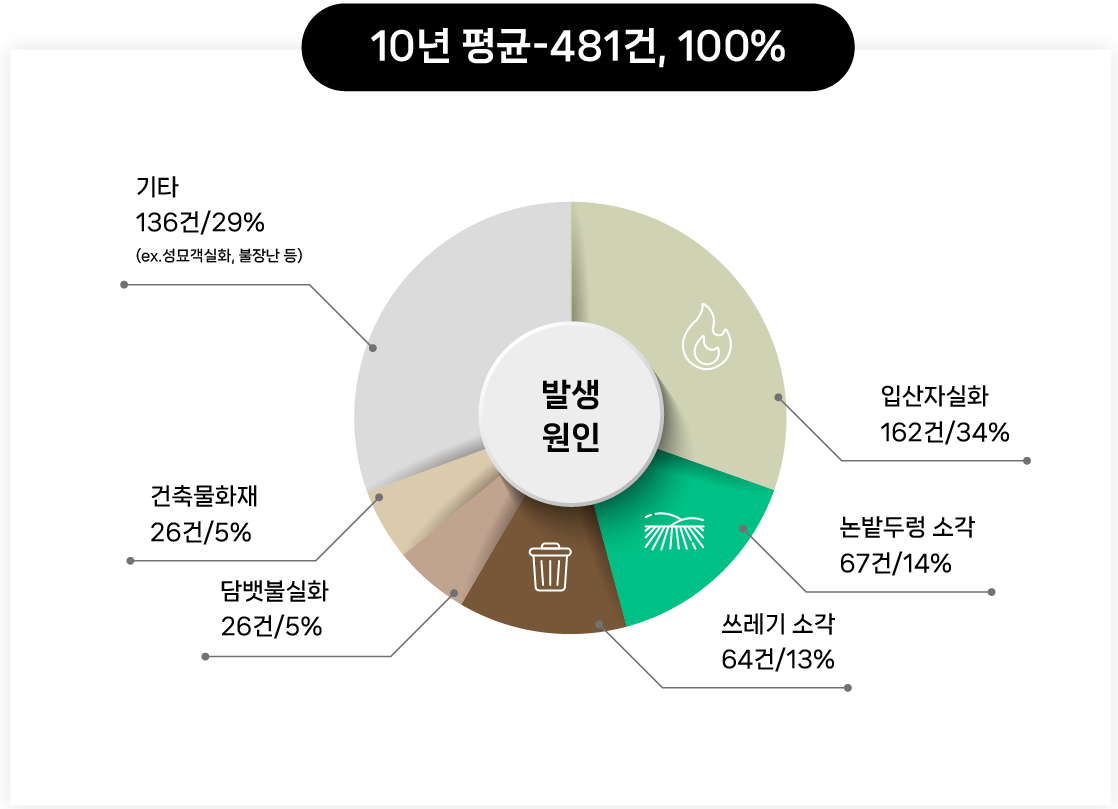 10년 평균-481건, 100%
기타
136건/29%
(ex.성묘객실화, 불장난 등)
발생
원인
입산자실화
162건/34%
논밭두렁 소각
67건/14%
쓰레기 소각
64건/13%
담뱃불실화
26건/5%
건축물화재
26건/5%